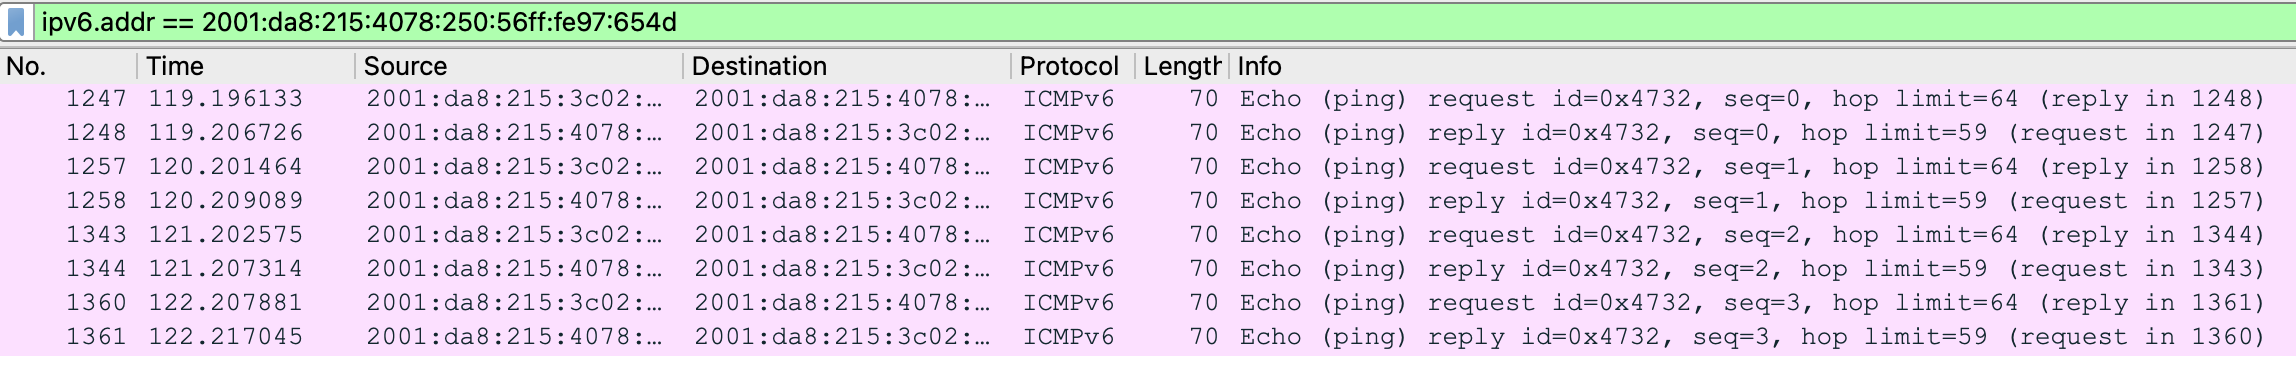 ipv6.addr == 2001:da8:215:4078:250:56ff:fe97:654d
No. Time Source Destination Protocol Length Info
1247 119.196133 2001:da8:215:3c02:… 2001:da8:215:4078:… ICMPv6 70 Echo (ping) request id=0x4732, seq=0, hop limit=64 (reply in 1248)
1248 119.206726 2001:da8:215:4078:… 2001:da8:215:3c02:… ICMPv6 70 Echo (ping) reply id=0x4732, seq=0, hop limit=59 (request in 1247)
1257 120.201464 2001:da8:215:3c02:… 2001:da8:215:4078:… ICMPv6 70 Echo (ping) request id=0x4732, seq=1, hop limit=64 (reply in 1258)
1258 120.209089 2001:da8:215:4078:… 2001:da8:215:3c02:… ICMPv6 70 Echo (ping) reply id=0x4732, seq=1, hop limit=59 (request in 1257)
1343 121.202575 2001:da8:215:3c02:… 2001:da8:215:4078:… ICMPv6 70 Echo (ping) request id=0x4732, seq=2, hop limit=64 (reply in 1344)
1344 121.207314 2001:da8:215:4078:… 2001:da8:215:3c02:… ICMPv6 70 Echo (ping) reply id=0x4732, seq=2, hop limit=59 (request in 1343)
1360 122.207881 2001:da8:215:3c02:… 2001:da8:215:4078:… ICMPv6 70 Echo (ping) request id=0x4732, seq=3, hop limit=64 (reply in 1361)
1361 122.217045 2001:da8:215:4078:… 2001:da8:215:3c02:… ICMPv6 70 Echo (ping) reply id=0x4732, seq=3, hop limit=59 (request in 1360)